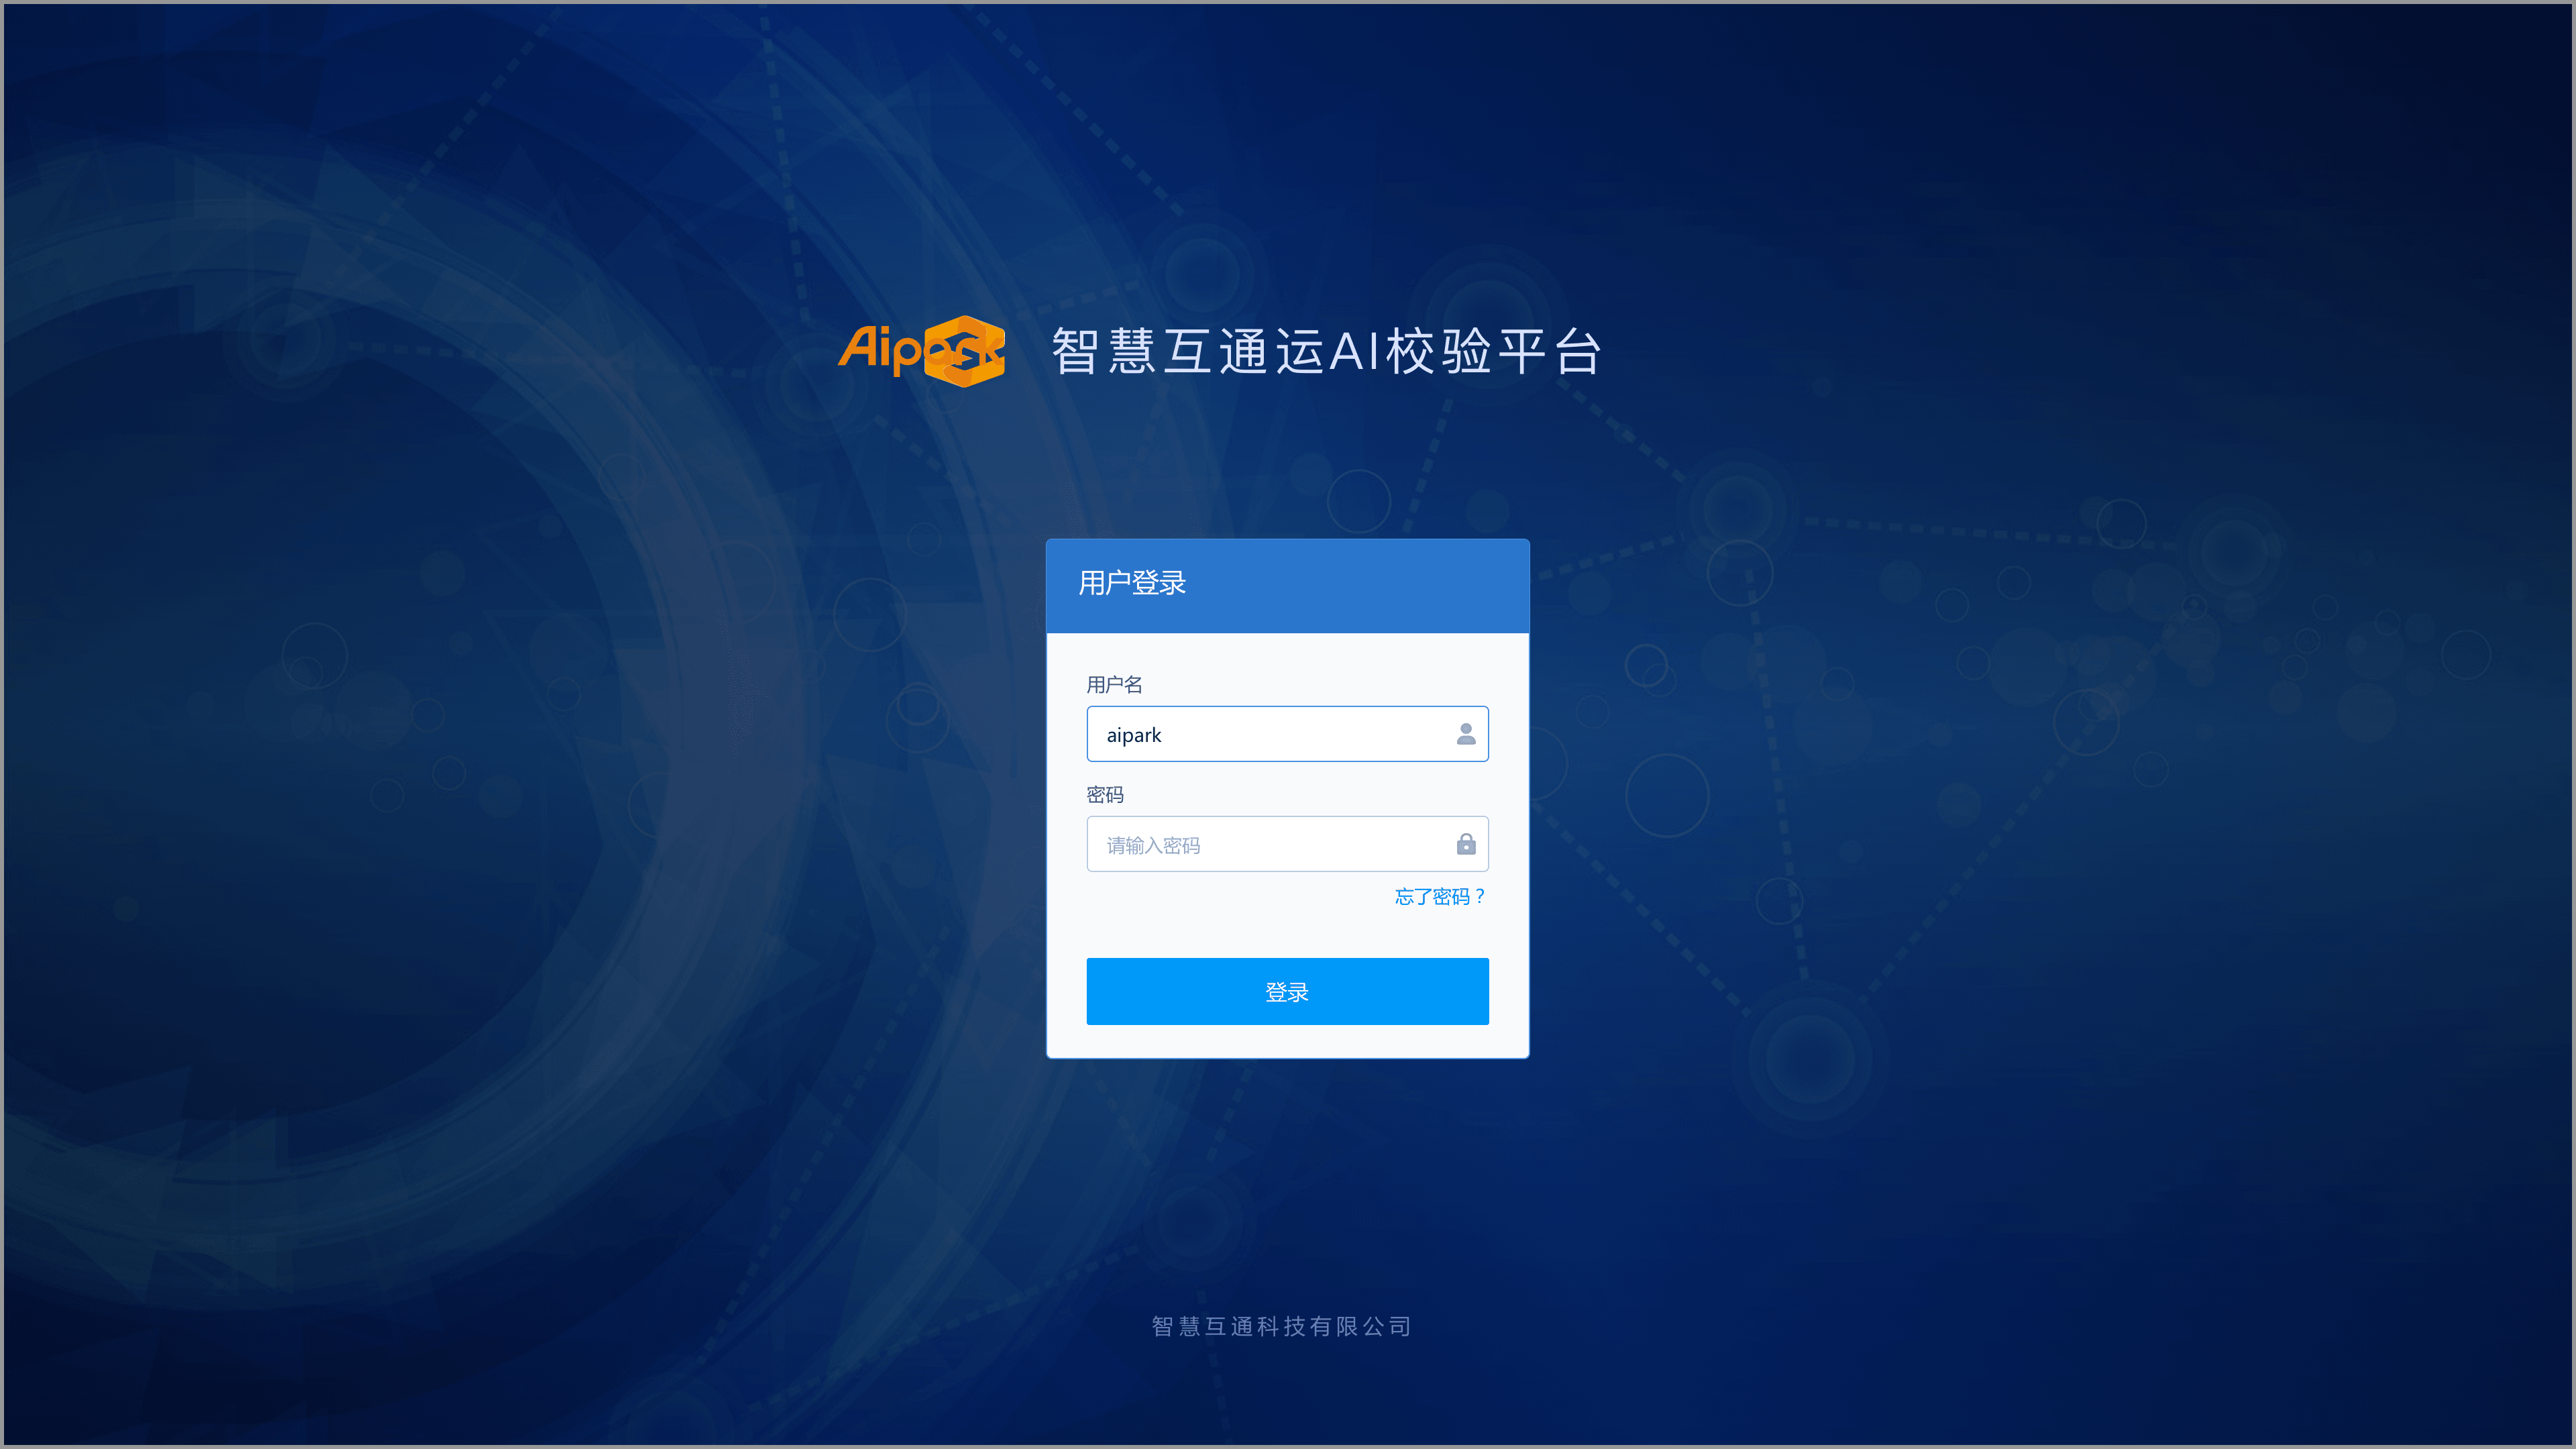 Aipark 智慧互通运AI校验平台
用户登录
用户名
aipark
密码
请输入密码
忘了密码？
登录
智慧互通科技有限公司